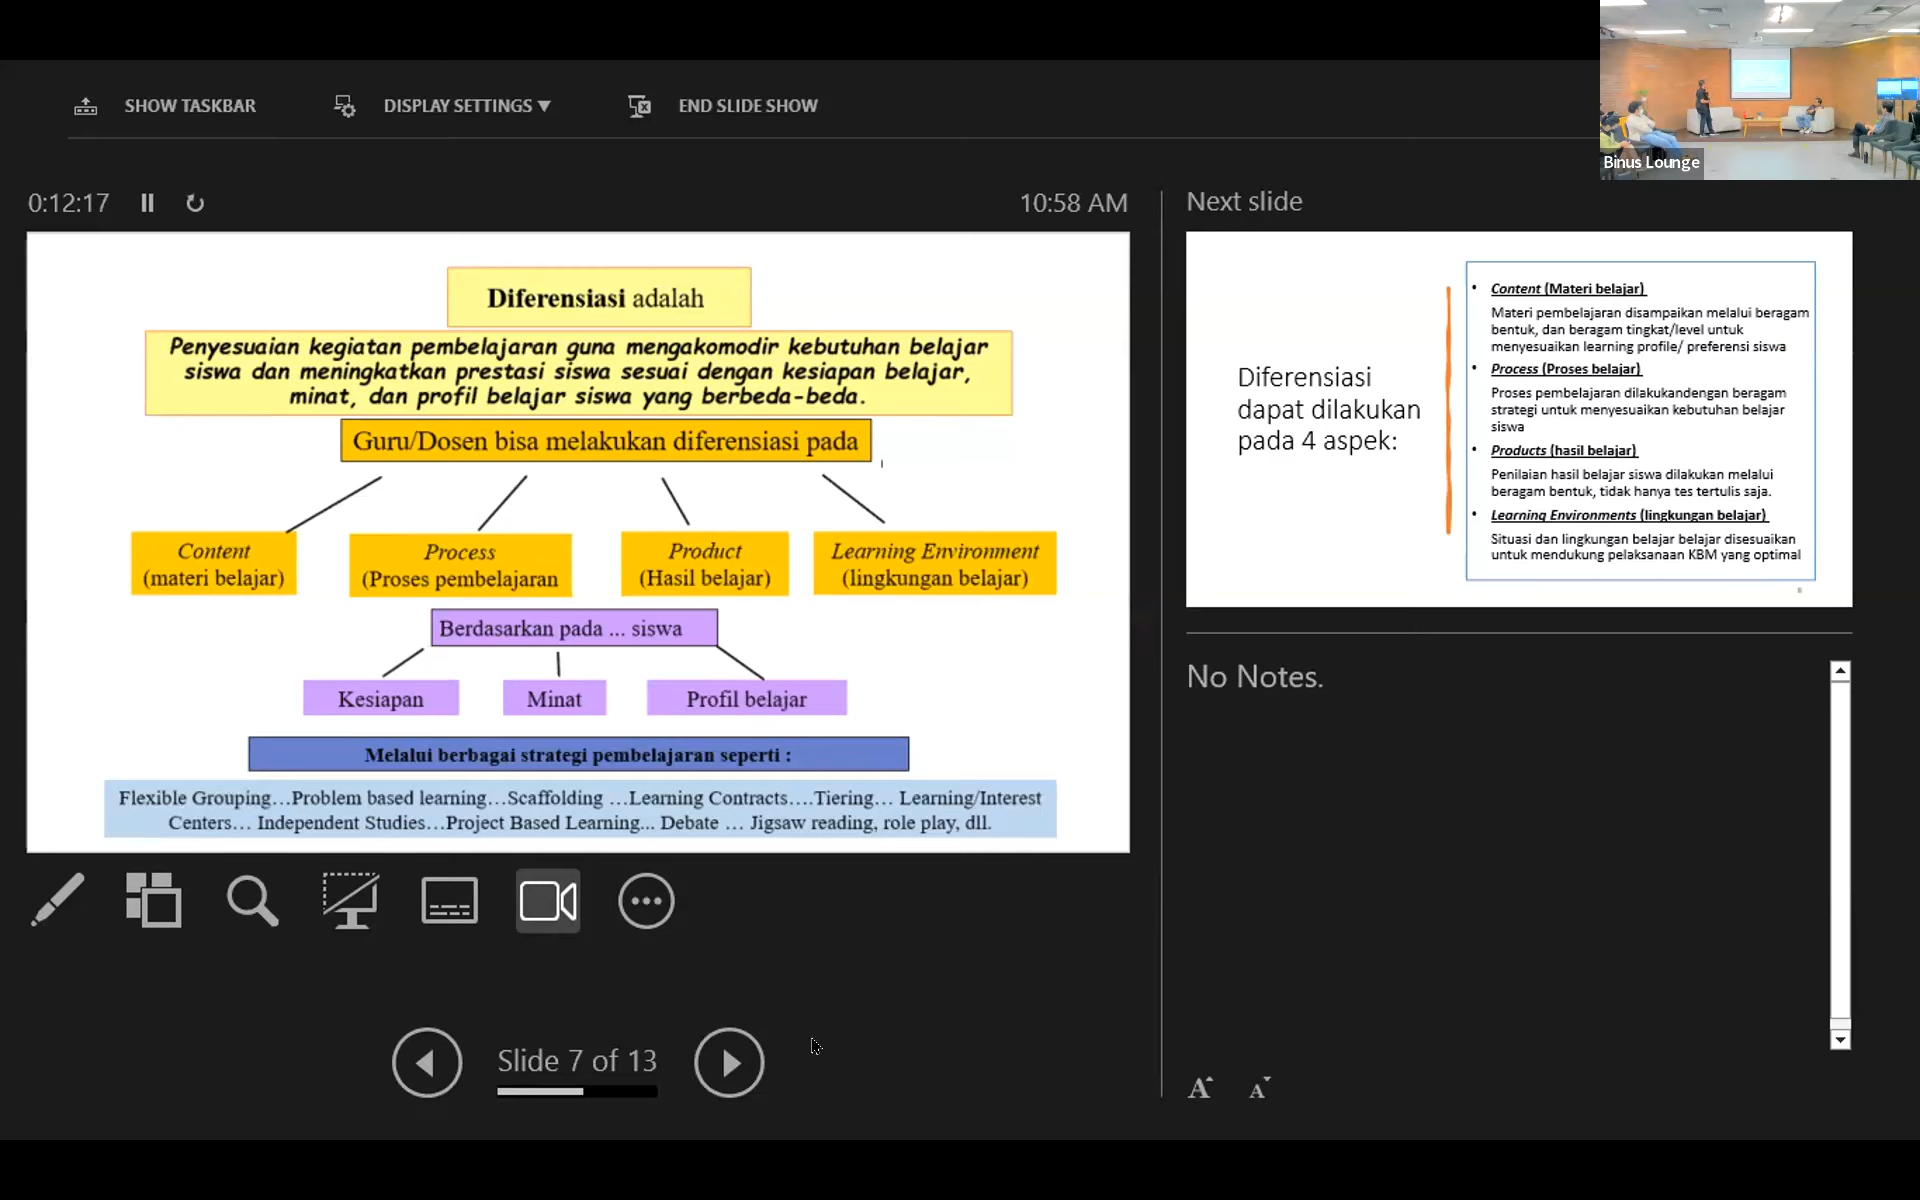 SHOW TASKBAR
DISPLAY SETTINGS ▼
END SLIDE SHOW
Binus Lounge
0:12:17
10:58 AM
Diferensiasi adalah
Penyesuaian kegiatan pembelajaran guna mengakomodir kebutuhan belajar
siswa dan meningkatkan prestasi siswa sesuai dengan kesiapan belajar,
minat, dan profil belajar siswa yang berbeda-beda.
Guru/Dosen bisa melakukan diferensiasi pada
Content
(materi belajar)
Process
(Proses pembelajaran
Product
(Hasil belajar)
Learning Environment
(lingkungan belajar)
Berdasarkan pada ... siswa
Kesiapan
Minat
Profil belajar
Melalui berbagai strategi pembelajaran seperti :
Flexible Grouping…Problem based learning…Scaffolding …Learning Contracts….Tiering… Learning/Interest
Centers… Independent Studies…Project Based Learning... Debate … Jigsaw reading, role play, dll.
Slide 7 of 13
Next slide
Diferensiasi
dapat dilakukan
pada 4 aspek:
• Content (Materi belajar)
Materi pembelajaran disampaikan melalui beragam
bentuk, dan beragam tingkat/level untuk
menyesuaikan learning profile/ preferensi siswa
• Process (Proses belajar)
Proses pembelajaran dilakukandengan beragam
strategi untuk menyesuaikan kebutuhan belajar
siswa
• Products (hasil belajar)
Penilaian hasil belajar siswa dilakukan melalui
beragam bentuk, tidak hanya tes tertulis saja.
• Learning Environments (lingkungan belajar)
Situasi dan lingkungan belajar belajar disesuaikan
untuk mendukung pelaksanaan KBM yang optimal
8
No Notes.
A A